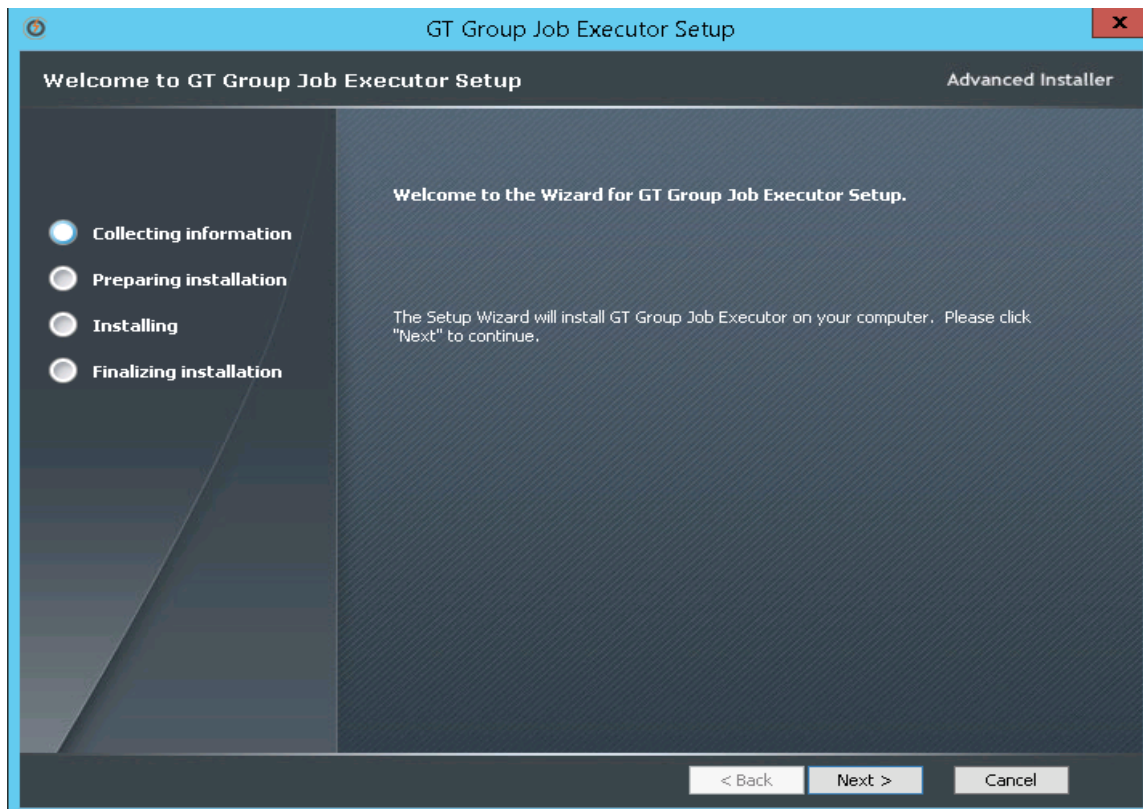 GT Group Job Executor Setup
x
Welcome to GT Group Job Executor Setup
Advanced Installer
Collecting information
Preparing installation
Installing
Finalizing installation
Welcome to the Wizard for GT Group Job Executor Setup.
The Setup Wizard will install GT Group Job Executor on your computer. Please click
"Next" to continue.
< Back
Next >
Cancel